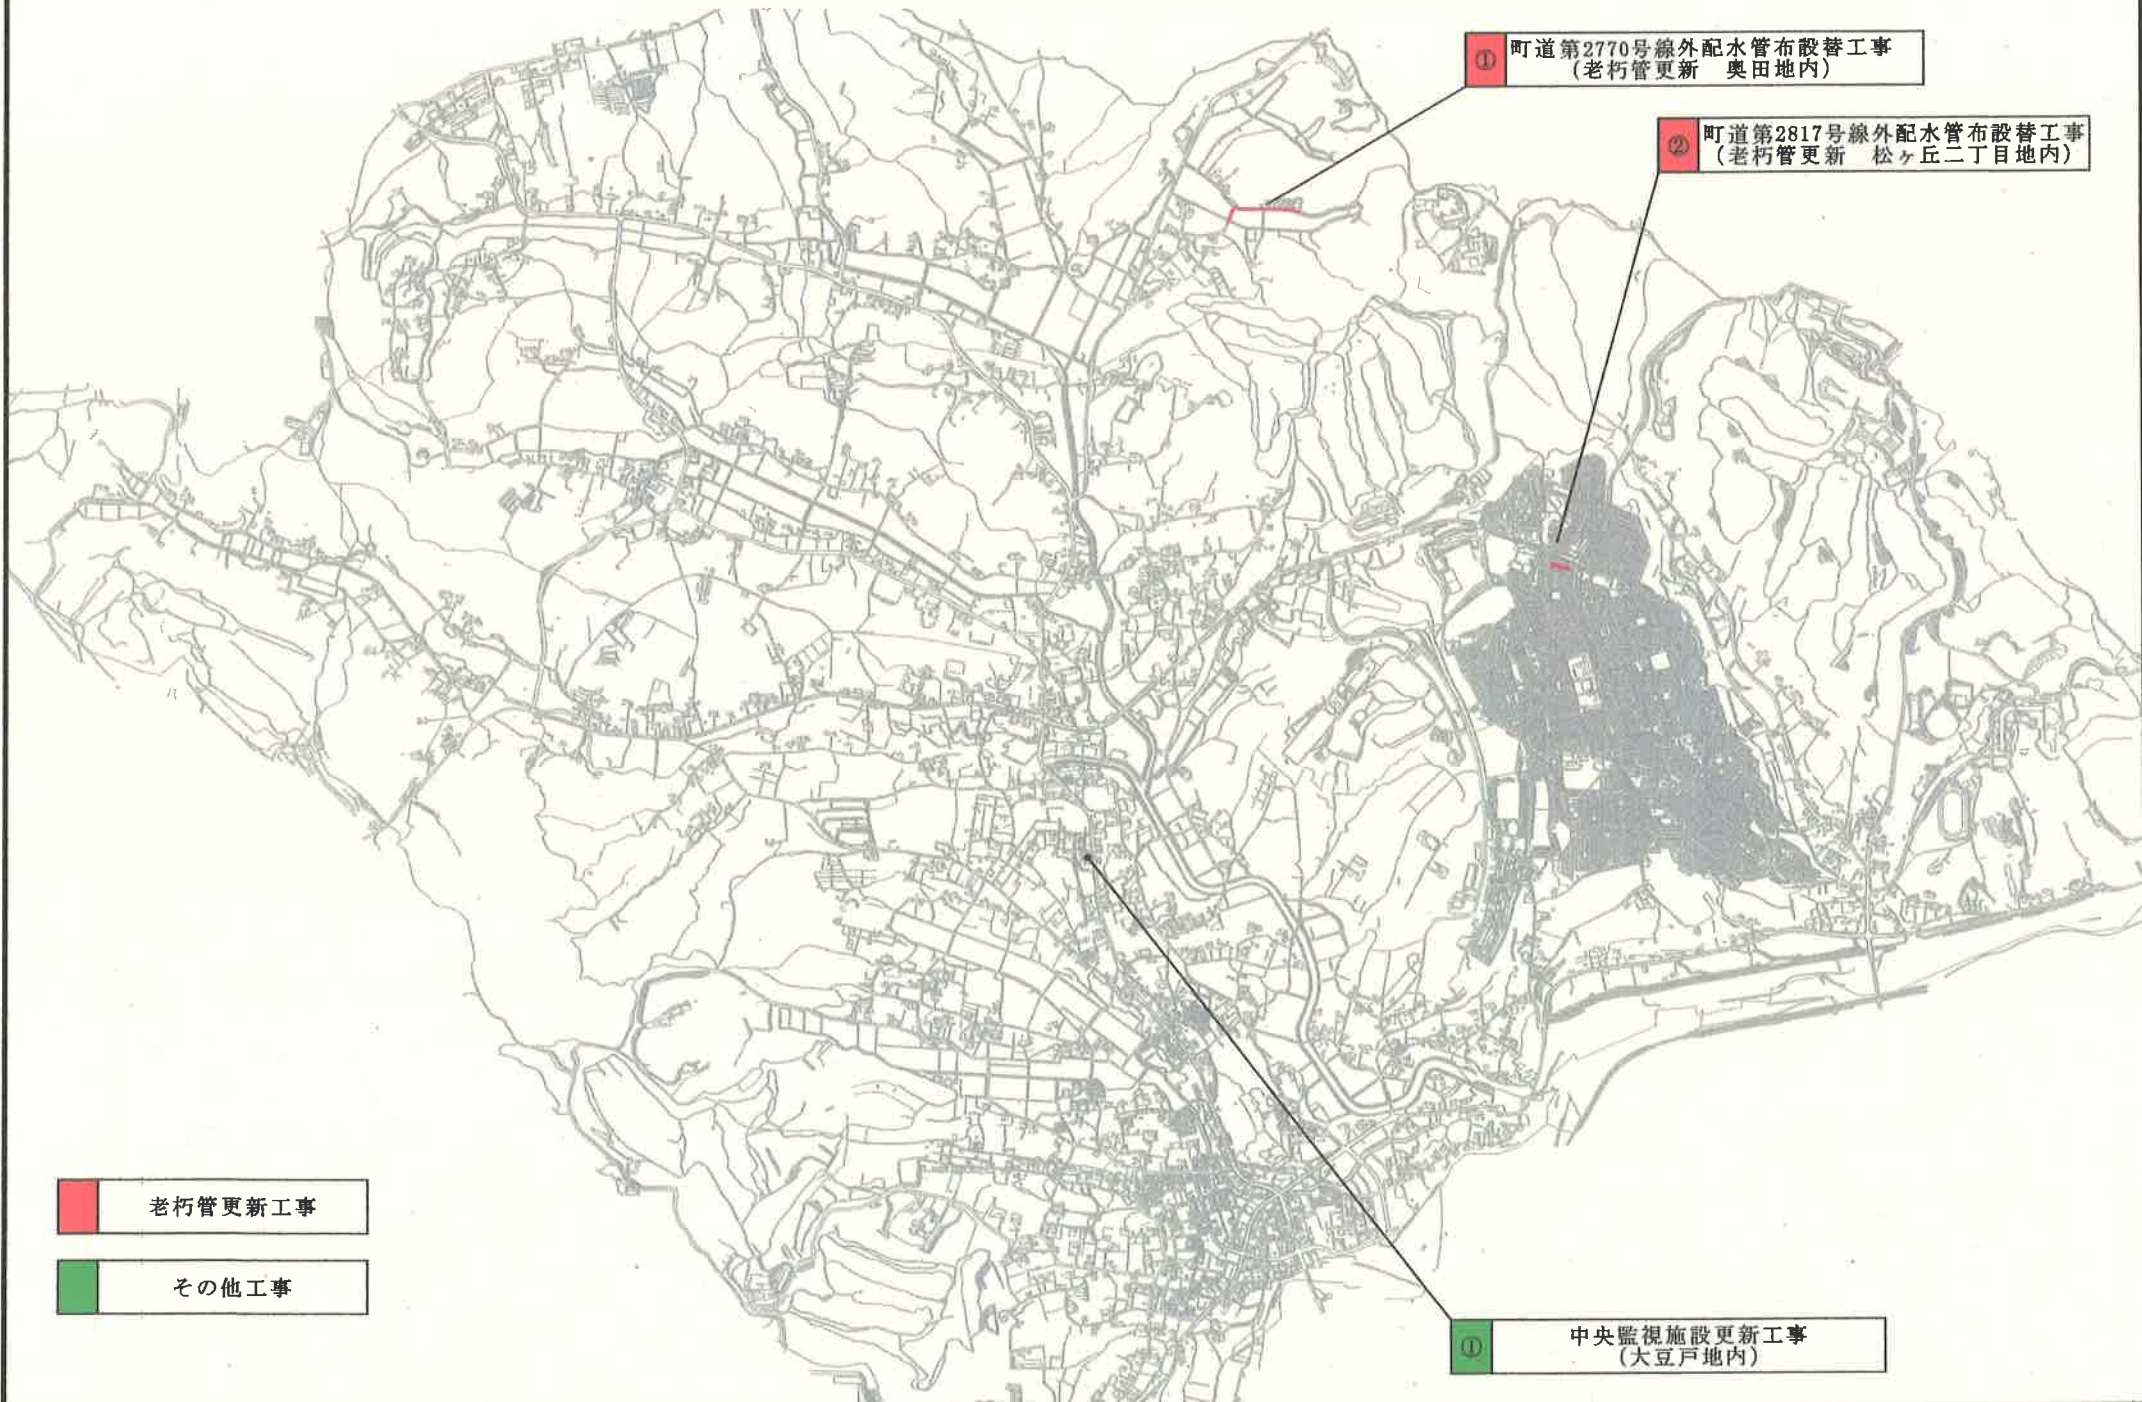 ① 町道第2770号線外配水管布設替工事
(老朽管更新 奥田地内)
② 町道第2817号線外配水管布設替工事
(老朽管更新 松ヶ丘二丁目地内)
老朽管更新工事
その他工事
① 中央監視施設更新工事
(大豆戸地内)